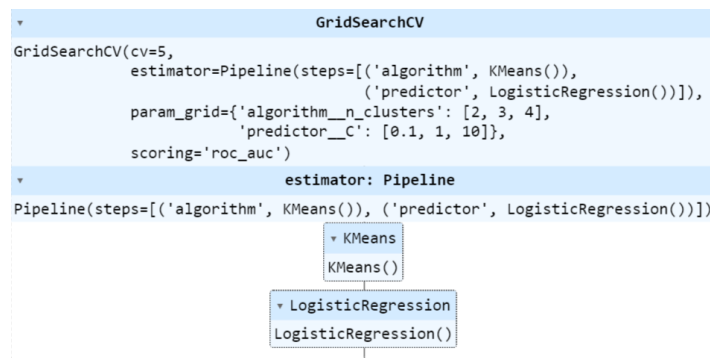 GridSearchCV
GridSearchCV(cv=5,
             estimator=Pipeline(steps=[('algorithm', KMeans()),
                                       ('predictor', LogisticRegression())]),
             param_grid={'algorithm__n_clusters': [2, 3, 4],
                         'predictor__C': [0.1, 1, 10]},
             scoring='roc_auc')
estimator: Pipeline
Pipeline(steps=[('algorithm', KMeans()), ('predictor', LogisticRegression())])
KMeans
KMeans()
LogisticRegression
LogisticRegression()